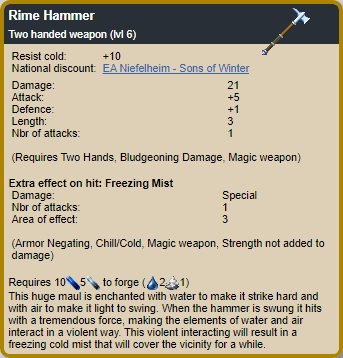 Rime Hammer
Two handed weapon (lvl 6)
Resist cold: +10
National discount: EA Niefelheim - Sons of Winter
Damage: 21
Attack: +5
Defence: +1
Length: 3
Nbr of attacks: 1
(Requires Two Hands, Bludgeoning Damage, Magic weapon)
Extra effect on hit: Freezing Mist
Damage: Special
Nbr of attacks: 1
Area of effect: 3
(Armor Negating, Chill/Cold, Magic weapon, Strength not added to
damage)
Requires 10 5 to forge ( 2 1)
This huge maul is enchanted with water to make it strike hard and
with air to make it light to swing. When the hammer is swung it hits
with a tremendous force, making the elements of water and air
interact in a violent way. This violent interacting will result in a
freezing cold mist that will cover the vicinity for a while.